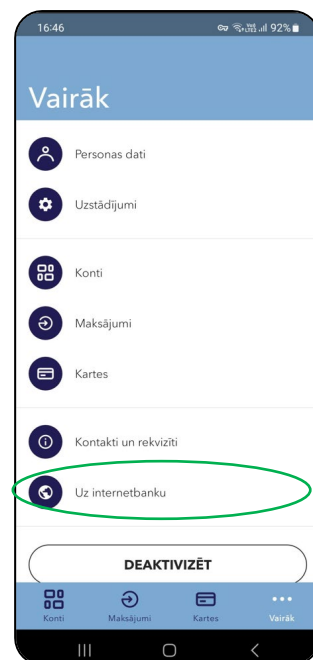 16:46 92%
Vairāk
Personas dati
Uzstādījumi
Konti
Maksājumi
Kartes
Kontakti un rekvizīti
Uz internetbanku
DEAKTIVIZĒT
Konti Maksājumi Kartes Vairāk